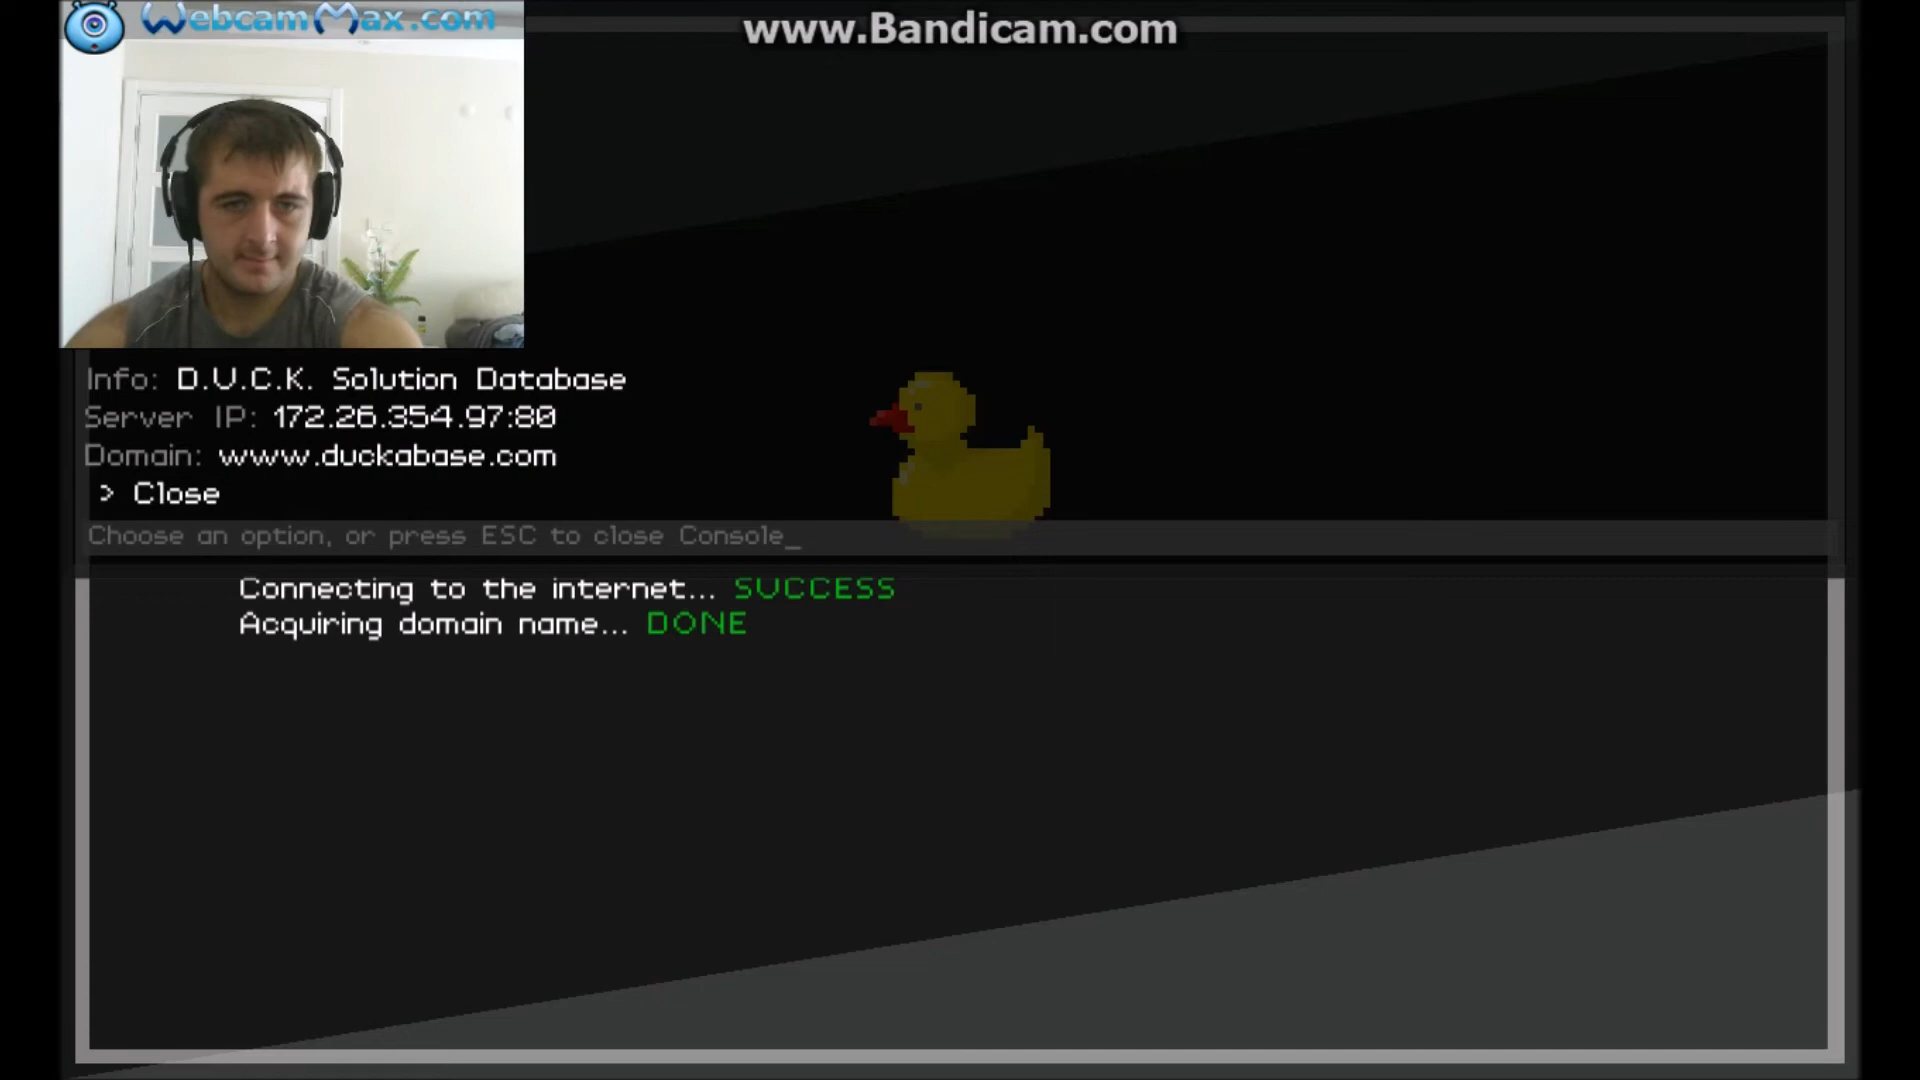 WebcamMax.com
www.Bandicam.com
Info: D.U.C.K. Solution Database
Server IP: 172.26.354.97:80
Domain: www.duckabase.com
> Close
Choose an option, or press ESC to close Console_
Connecting to the internet... SUCCESS
Acquiring domain name... DONE